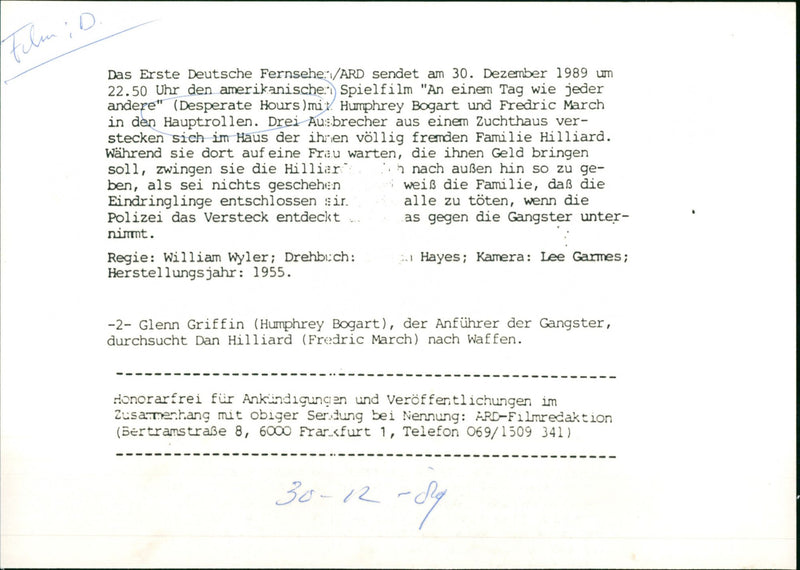 Film: D.
Das Erste Deutsche Fernsehen/ARD sendet am 30. Dezember 1989 um
22.50 Uhr den amerikanischen Spielfilm "An einem Tag wie jeder
andere" (Desperate Hours)mit Humphrey Bogart und Fredric March
in den Hauptrollen. Drei Ausbrecher aus einem Zuchthaus ver-
stecken sich im Haus der ihnen völlig fremden Familie Hilliard.
Während sie dort auf eine Frau warten, die ihnen Geld bringen
soll, zwingen sie die Hilliar h nach außen hin so zu ge-
ben, als sei nichts geschehen weiß die Familie, daß die
Eindringlinge entschlossen sin alle zu töten, wenn die
Polizei das Versteck entdeckt as gegen die Gangster unter-
nimmt.
Regie: William Wyler; Drehbuch: Hayes; Kamera: Lee Garmes;
Herstellungsjahr: 1955.
-2- Glenn Griffin (Humphrey Bogart), der Anführer der Gangster,
durchsucht Dan Hilliard (Fredric March) nach Waffen.
Honorarfrei für Ankündigungen und Veröffentlichungen im
Zusammenhang mit obiger Sendung bei Nennung: ARD-Filmredaktion
(Bertramstraße 8, 6000 Frankfurt 1, Telefon 069/1509 341)
30-12-89